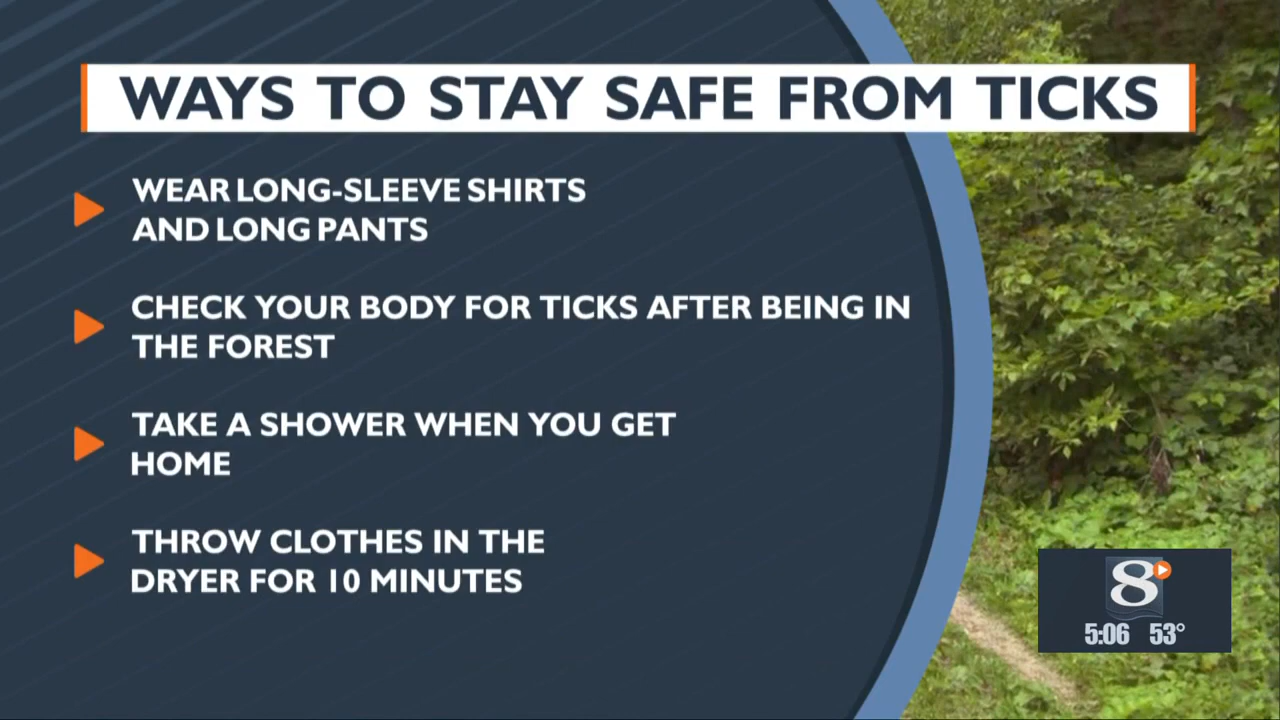 WAYS TO STAY SAFE FROM TICKS
WEAR LONG-SLEEVE SHIRTS
AND LONG PANTS
CHECK YOUR BODY FOR TICKS AFTER BEING IN
THE FOREST
TAKE A SHOWER WHEN YOU GET
HOME
THROW CLOTHES IN THE
DRYER FOR 10 MINUTES
8
5:06 53°